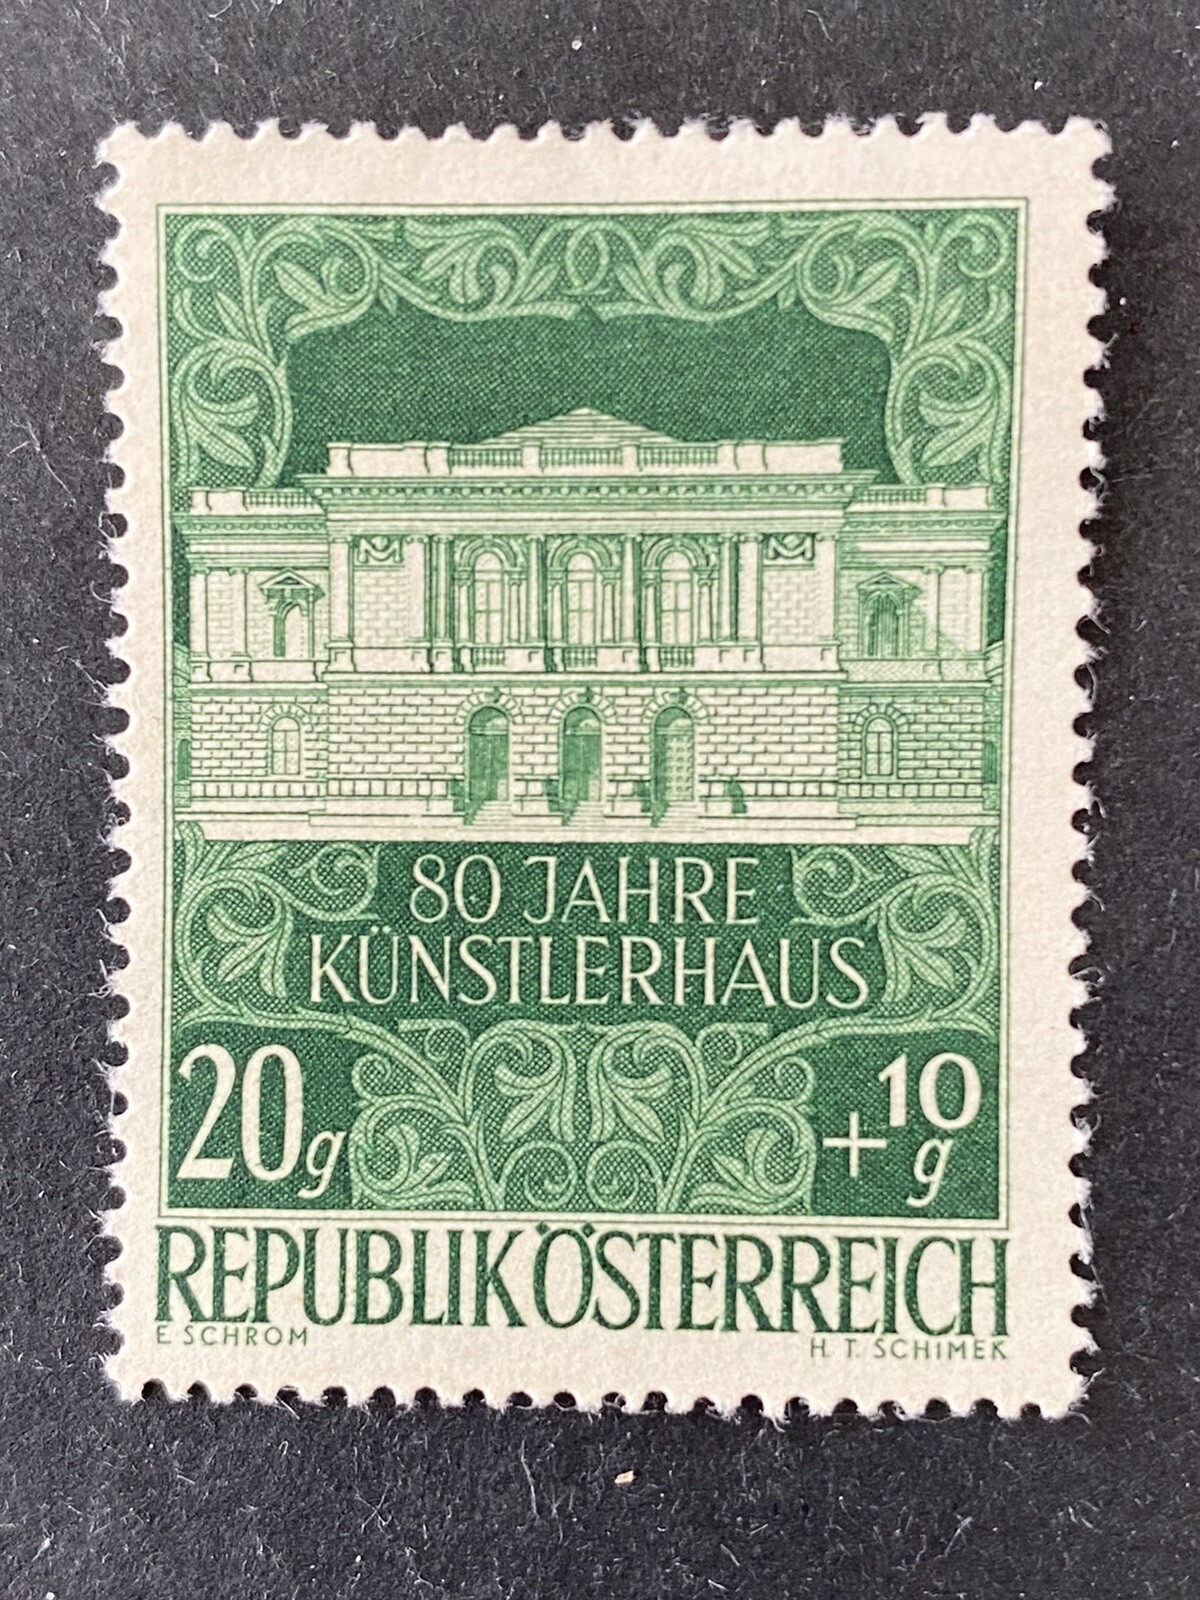 80 JAHRE
KÜNSTLERHAUS
20g +10g
REPUBLIK ÖSTERREICH
E. SCHROM H. T. SCHIMEK